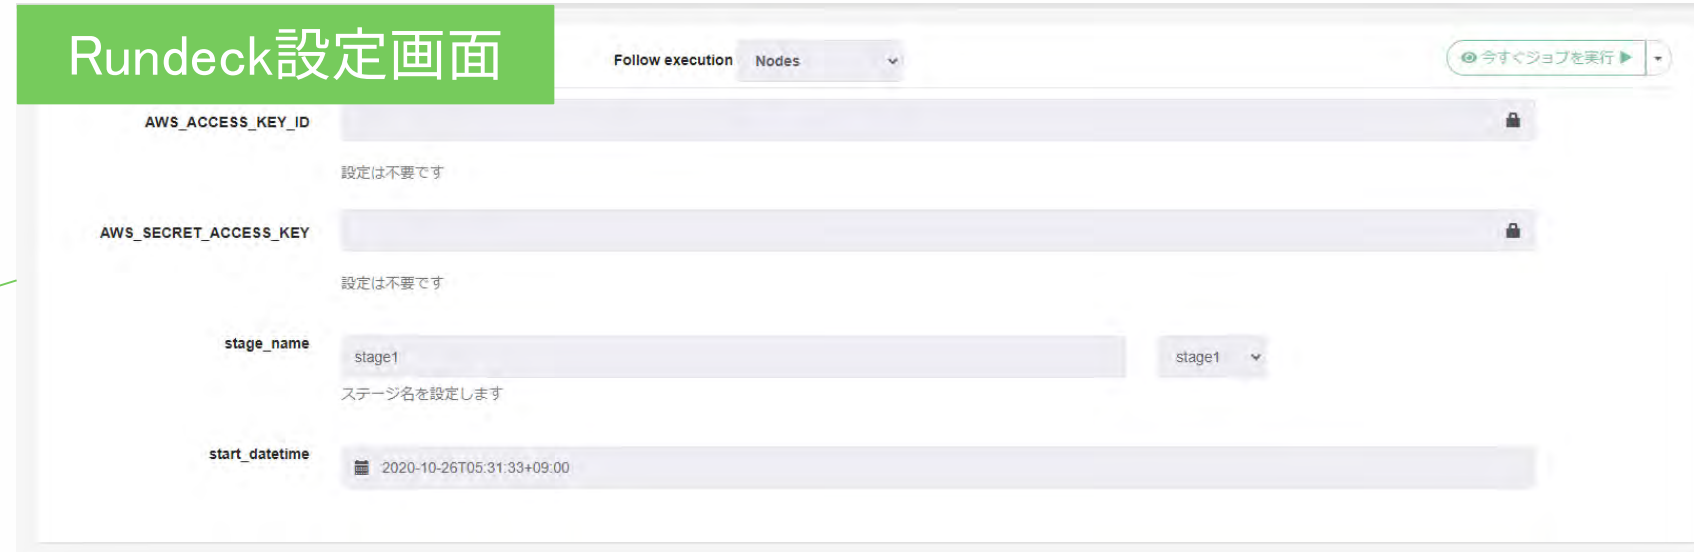 Rundeck設定画面
Follow execution Nodes
今すぐジョブを実行
AWS_ACCESS_KEY_ID
設定は不要です
AWS_SECRET_ACCESS_KEY
設定は不要です
stage_name stage1 stage1
ステージ名を設定します
start_datetime 2020-10-26T05:31:33+09:00